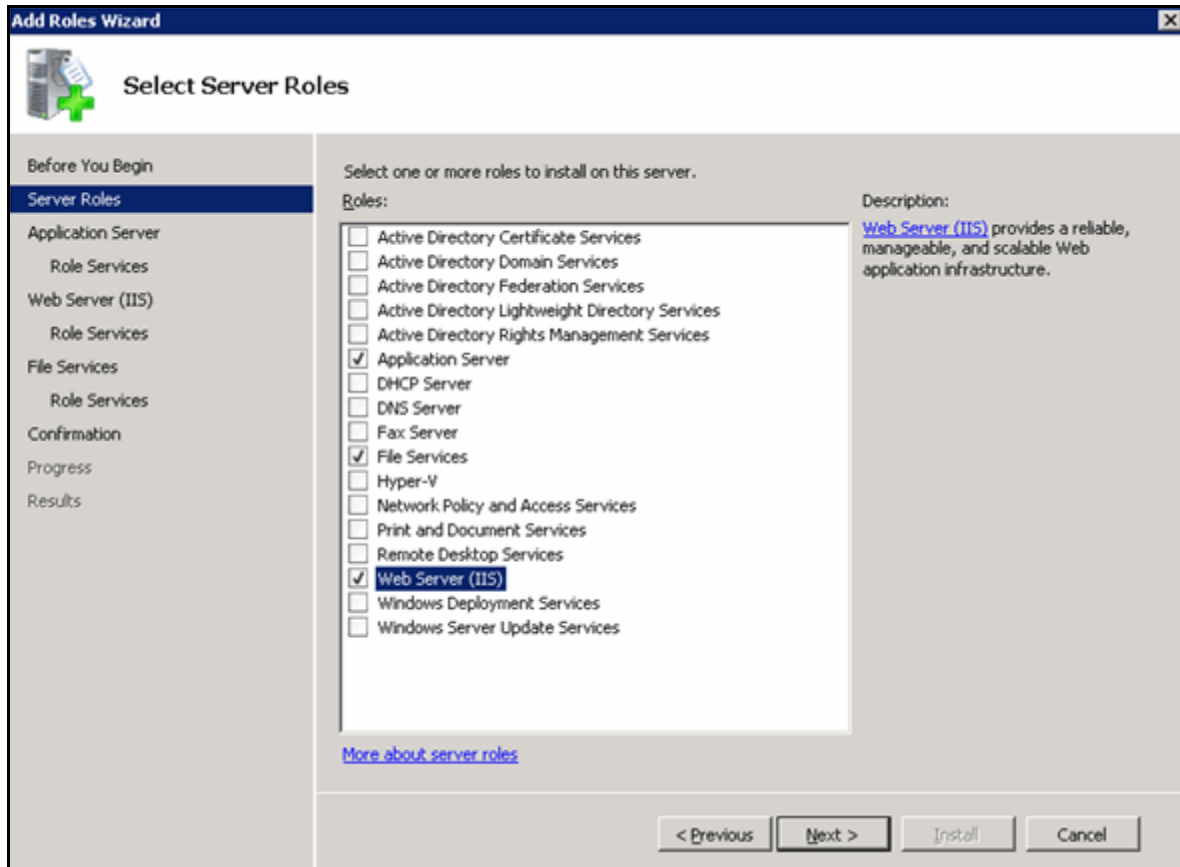 Add Roles Wizard
Select Server Roles
Before You Begin
Server Roles
Application Server
Role Services
Web Server (IIS)
Role Services
File Services
Role Services
Confirmation
Progress
Results
Select one or more roles to install on this server.
Roles:
Active Directory Certificate Services
Active Directory Domain Services
Active Directory Federation Services
Active Directory Lightweight Directory Services
Active Directory Rights Management Services
Application Server
DHCP Server
DNS Server
Fax Server
File Services
Hyper-V
Network Policy and Access Services
Print and Document Services
Remote Desktop Services
Web Server (IIS)
Windows Deployment Services
Windows Server Update Services
More about server roles
Description:
Web Server (IIS) provides a reliable,
manageable, and scalable Web
application infrastructure.
< Previous
Next >
Install
Cancel